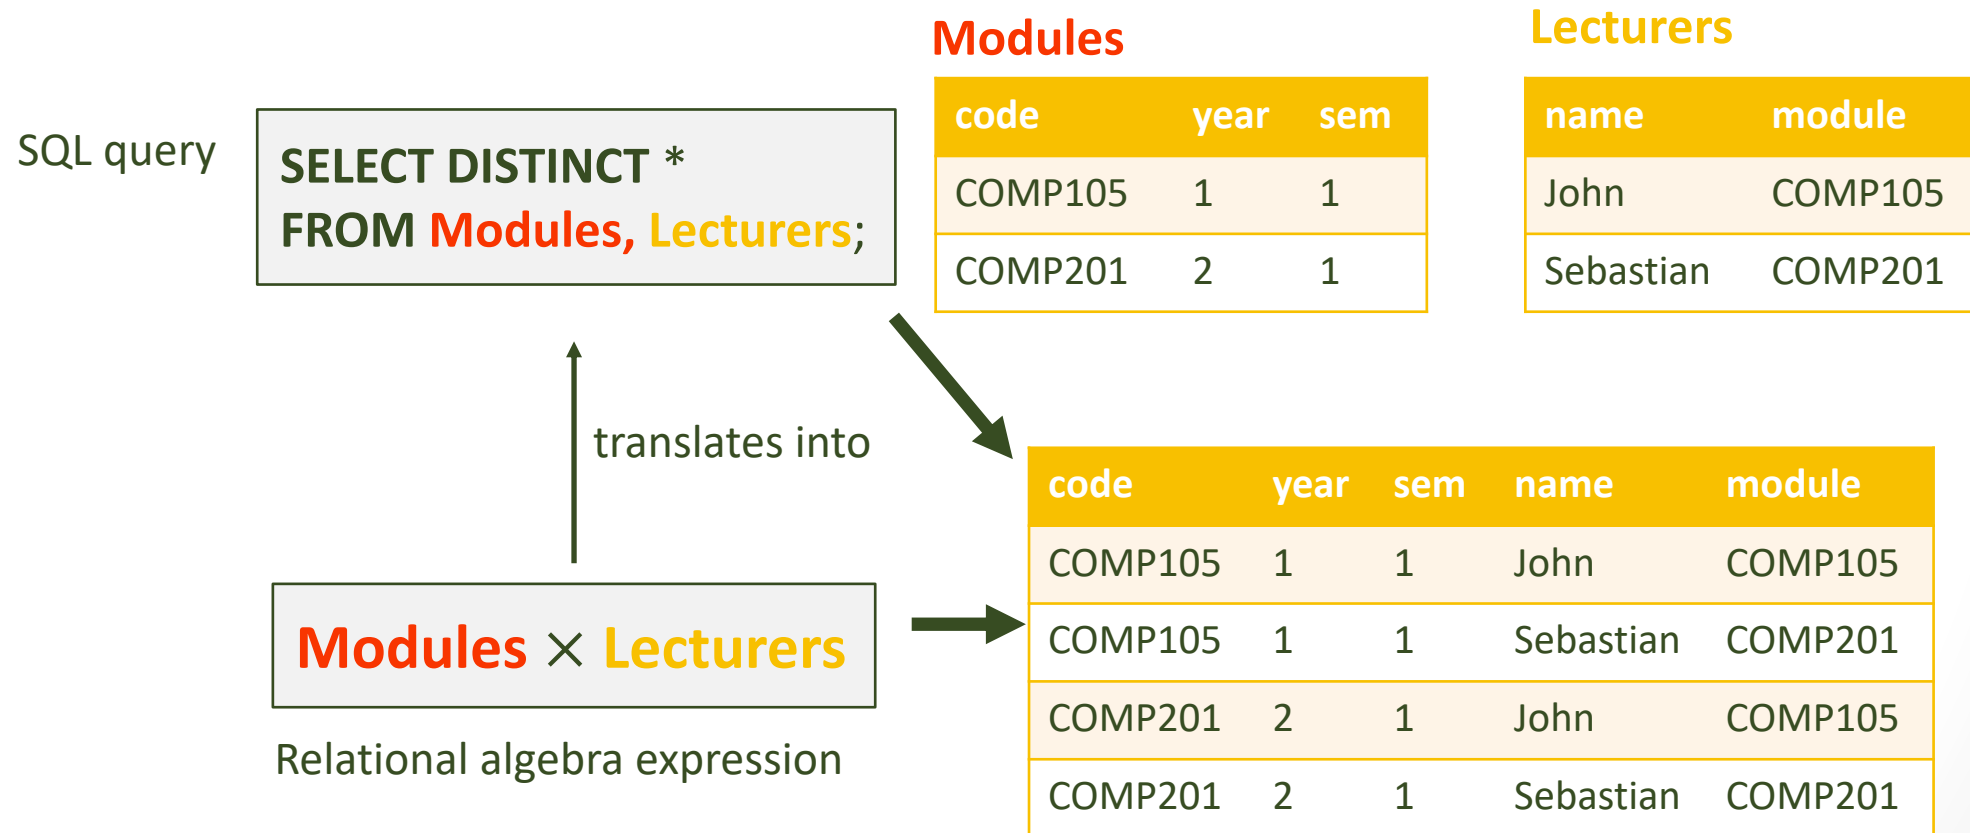 Modules
Lecturers
SQL query
SELECT DISTINCT *
FROM Modules, Lecturers;
code year sem
COMP105 1 1
COMP201 2 1
name module
John COMP105
Sebastian COMP201
translates into
Modules × Lecturers
Relational algebra expression
code year sem name module
COMP105 1 1 John COMP105
COMP105 1 1 Sebastian COMP201
COMP201 2 1 John COMP105
COMP201 2 1 Sebastian COMP201